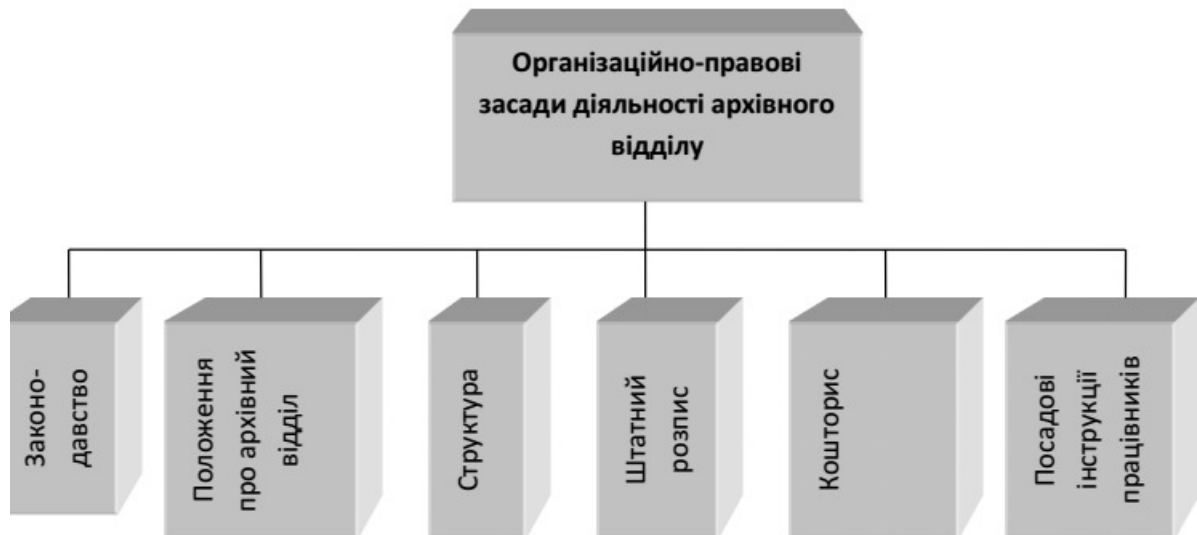 Організаційно-правові
засади діяльності архівного
відділу
Законо-
давство
Положення
про архівний
відділ
Структура
Штатний
розпис
Кошторис
Посадові
інструкції
працівників